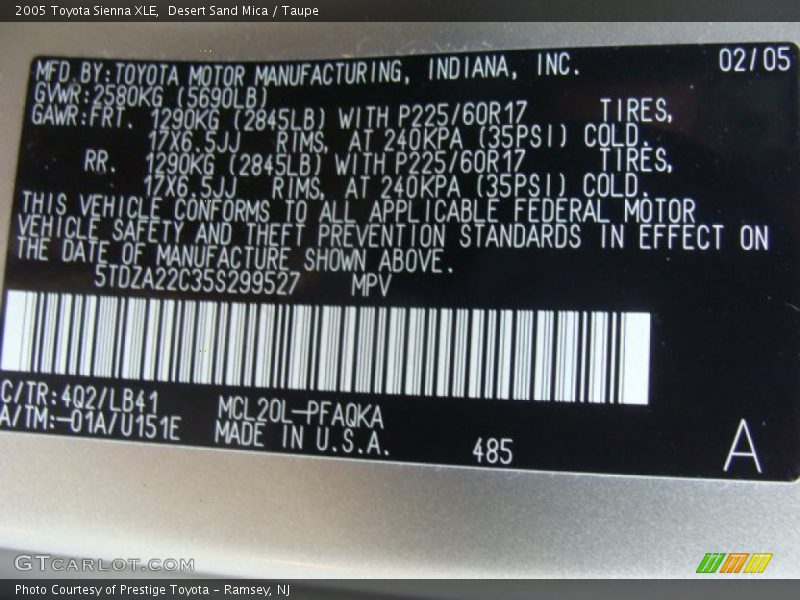 2005 Toyota Sienna XLE,  Desert Sand Mica / Taupe
MFD.BY:TOYOTA MOTOR MANUFACTURING, INDIANA, INC. 02/05
GVWR:2580KG (5690LB)
GAWR:FRT. 1290KG (2845LB) WITH P225/60R17 TIRES,
17X6.5JJ RIMS, AT 240KPA (35PSI) COLD.
RR. 1290KG (2845LB) WITH P225/60R17 TIRES,
17X6.5JJ RIMS, AT 240KPA (35PSI) COLD.
THIS VEHICLE CONFORMS TO ALL APPLICABLE FEDERAL MOTOR
VEHICLE SAFETY AND THEFT PREVENTION STANDARDS IN EFFECT ON
THE DATE OF MANUFACTURE SHOWN ABOVE.
5TDZA22C35S299527 MPV
C/TR:4Q2/LB41 MCL20L-PFAQKA
A/TM:-01A/U151E MADE IN U.S.A. 485 A
GTCARLOT.COM
Photo Courtesy of Prestige Toyota - Ramsey, NJ